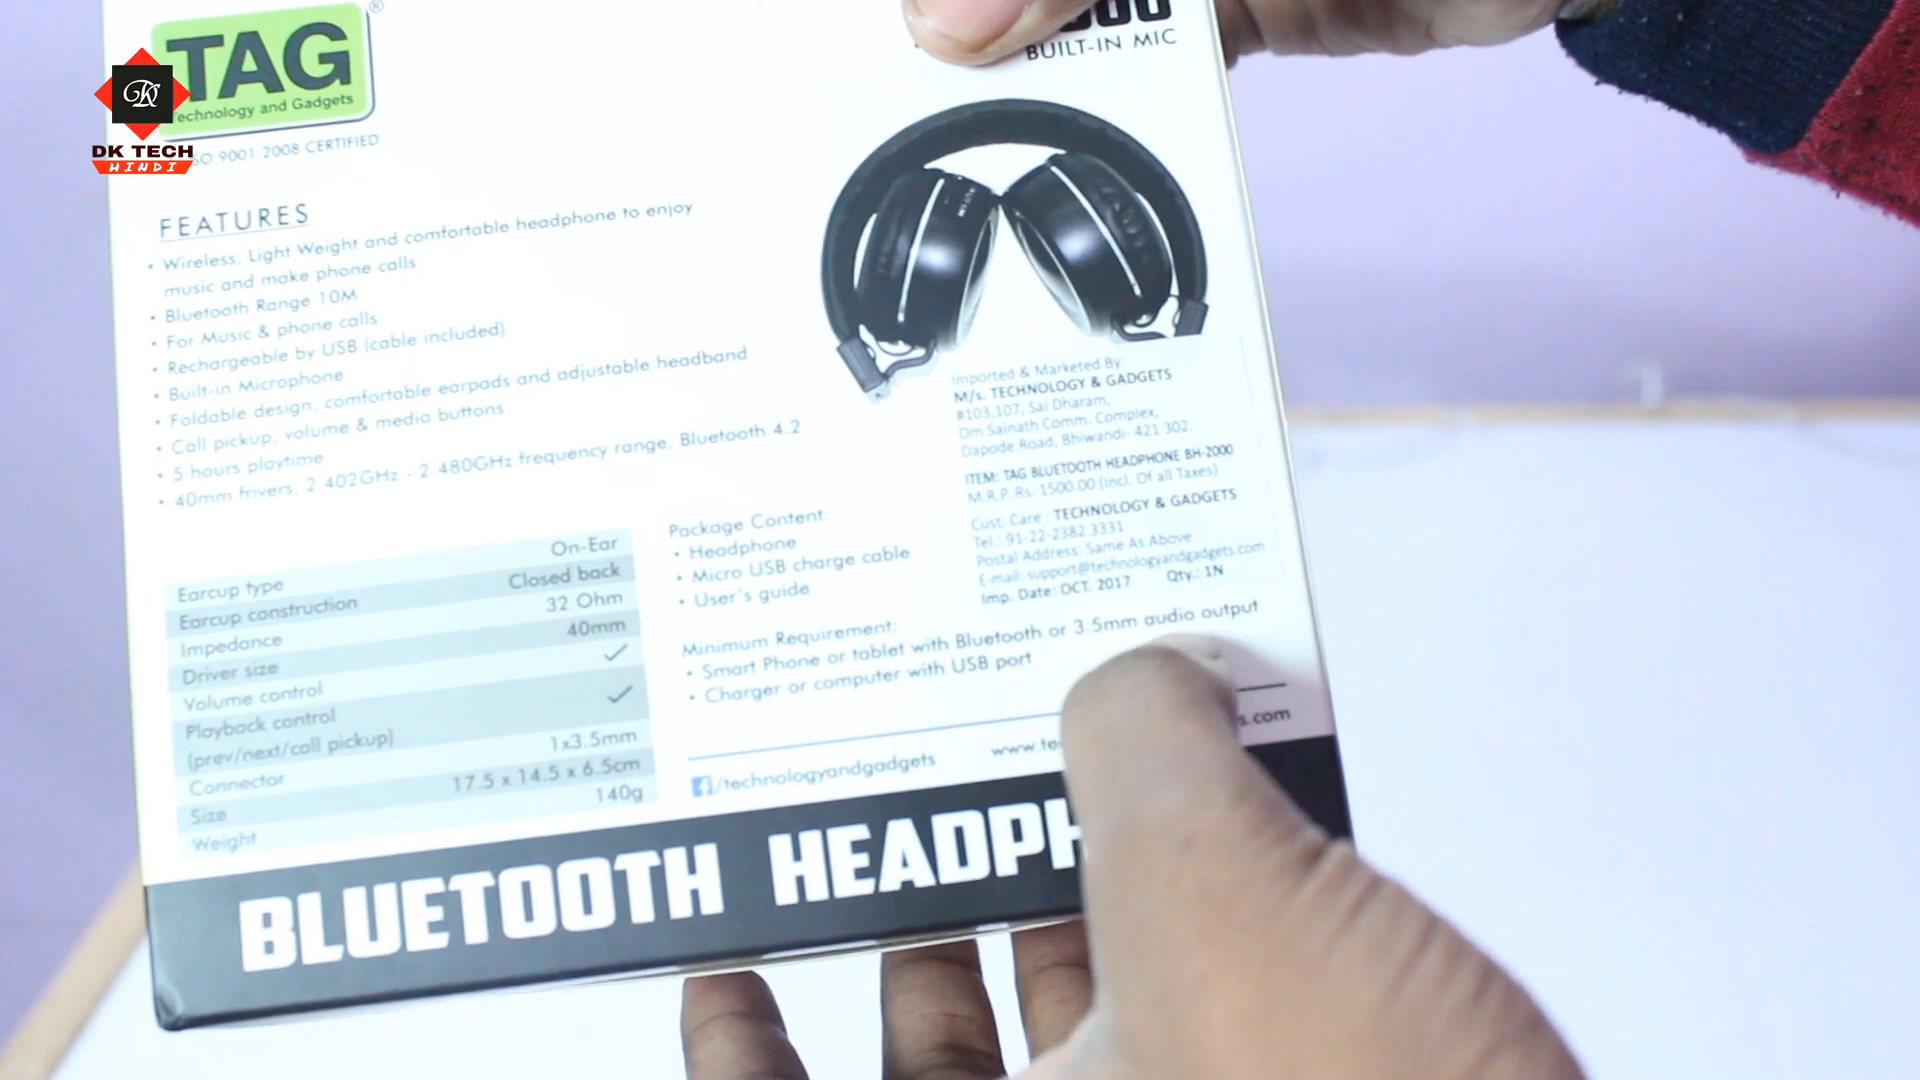 TAG
Technology and Gadgets
ISO 9001:2008 CERTIFIED
DK TECH
HINDI
BUILT-IN MIC
FEATURES
• Wireless, Light Weight and comfortable headphone to enjoy
music and make phone calls
• Bluetooth Range 10M
• For Music & phone calls
• Rechargeable by USB (cable included)
• Built-in Microphone
• Foldable design, comfortable earpads and adjustable headband
• Call pickup, volume & media buttons
• 5 hours playtime
• 40mm frivers, 2.402GHz - 2.480GHz frequency range, Bluetooth 4.2
Imported & Marketed By:
M/s. TECHNOLOGY & GADGETS
#103,107, Sai Dharam,
Om Sainath Comm. Complex,
Dapode Road, Bhiwandi- 421 302.
ITEM: TAG BLUETOOTH HEADPHONE BH-2000
M.R.P. Rs. 1500.00 (Incl. Of all Taxes)
Cust. Care : TECHNOLOGY & GADGETS
Tel.: 91-22-2382 3331
Postal Address: Same As Above
E-mail: support@technologyandgadgets.com
Imp. Date: OCT. 2017 Qty.: 1N
Earcup type On-Ear
Earcup construction Closed back
Impedance 32 Ohm
Driver size 40mm
Volume control ✓
Playback control ✓
(prev/next/call pickup)
Connector 1x3.5mm
Size 17.5 x 14.5 x 6.5cm
Weight 140g
Package Content:
• Headphone
• Micro USB charge cable
• User's guide
Minimum Requirement:
• Smart Phone or tablet with Bluetooth or 3.5mm audio output
• Charger or computer with USB port
/technologyandgadgets www.te s.com
BLUETOOTH HEADPH